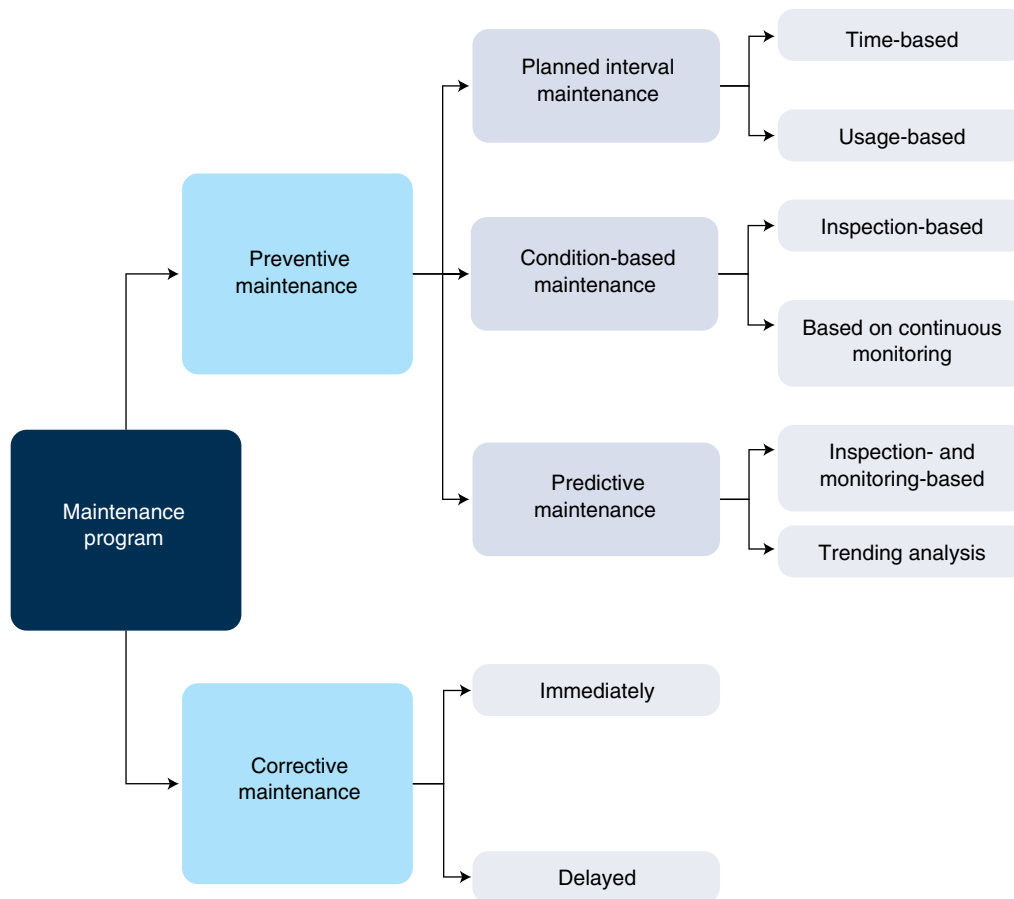 Time-based
Planned interval
maintenance
Usage-based
Preventive
maintenance
Inspection-based
Condition-based
maintenance
Based on continuous
monitoring
Inspection- and
monitoring-based
Predictive
maintenance
Trending analysis
Maintenance
program
Immediately
Corrective
maintenance
Delayed